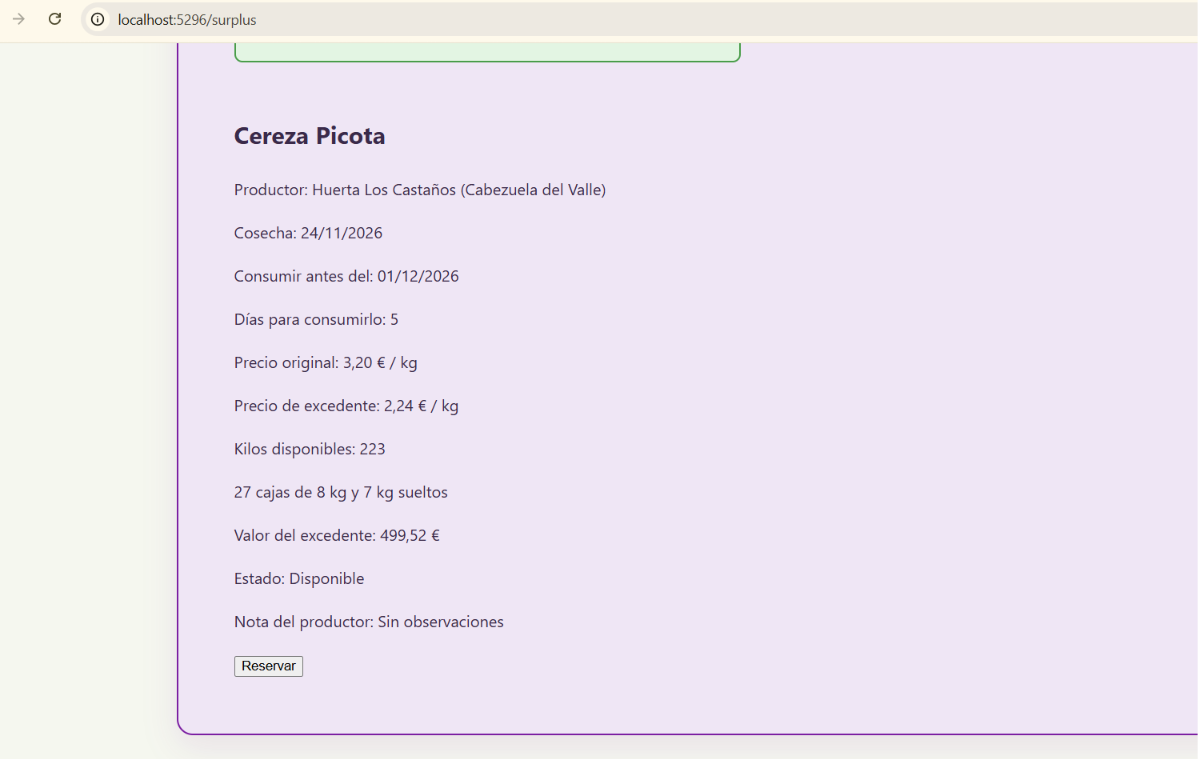 localhost:5296/surplus
Cereza Picota
Productor: Huerta Los Castaños (Cabezuela del Valle)
Cosecha: 24/11/2026
Consumir antes del: 01/12/2026
Días para consumirlo: 5
Precio original: 3,20 € / kg
Precio de excedente: 2,24 € / kg
Kilos disponibles: 223
27 cajas de 8 kg y 7 kg sueltos
Valor del excedente: 499,52 €
Estado: Disponible
Nota del productor: Sin observaciones
Reservar